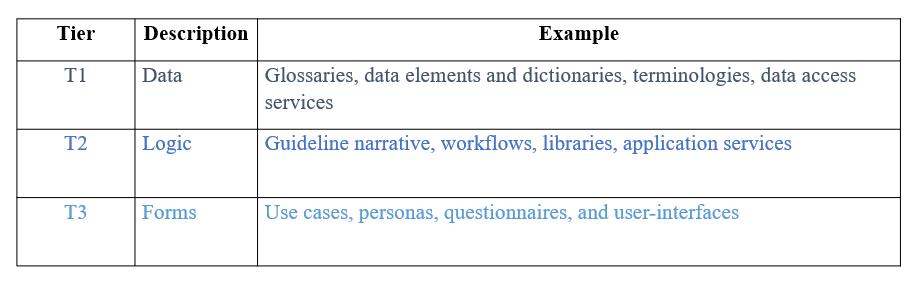 Tier Description Example
T1 Data Glossaries, data elements and dictionaries, terminologies, data access
services
T2 Logic Guideline narrative, workflows, libraries, application services
T3 Forms Use cases, personas, questionnaires, and user-interfaces